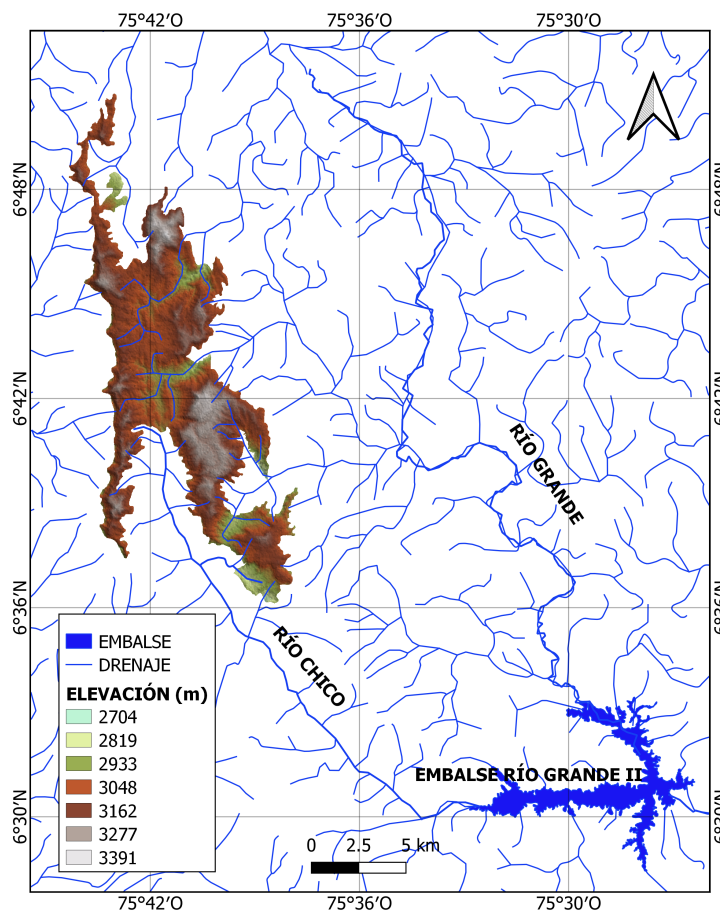 75°42'O 75°36'O 75°30'O
6°48'N 6°48'N
6°42'N 6°42'N
RÍO GRANDE
6°36'N 6°36'N
EMBALSE
DRENAJE
ELEVACIÓN (m)
2704
2819
2933
3048
3162
3277
3391
RÍO CHICO
EMBALSE RÍO GRANDE II
6°30'N 6°30'N
0 2.5 5 km
75°42'O 75°36'O 75°30'O